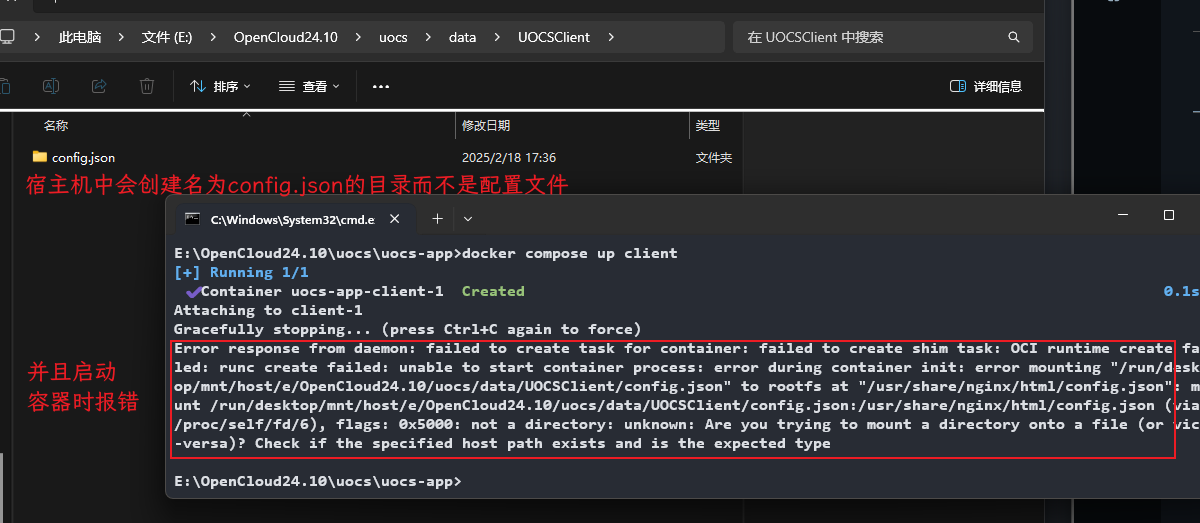 此电脑 > 文件 (E:) > OpenCloud24.10 > uocs > data > UOCSClient >
在 UOCSClient 中搜索
排序 查看 ••• 详细信息
名称 修改日期 类型
config.json 2025/2/18 17:36 文件夹
宿主机中会创建名为config.json的目录而不是配置文件
C:\Windows\System32\cmd.e
E:\OpenCloud24.10\uocs\uocs-app>docker compose up client
[+] Running 1/1
✔Container uocs-app-client-1 Created 0.1s
Attaching to client-1
Gracefully stopping... (press Ctrl+C again to force)
并且启动
容器时报错
Error response from daemon: failed to create task for container: failed to create shim task: OCI runtime create fa
led: runc create failed: unable to start container process: error during container init: error mounting "/run/desk
op/mnt/host/e/OpenCloud24.10/uocs/data/UOCSClient/config.json" to rootfs at "/usr/share/nginx/html/config.json": m
unt /run/desktop/mnt/host/e/OpenCloud24.10/uocs/data/UOCSClient/config.json:/usr/share/nginx/html/config.json (via
/proc/self/fd/6), flags: 0x5000: not a directory: unknown: Are you trying to mount a directory onto a file (or vic
-versa)? Check if the specified host path exists and is the expected type
E:\OpenCloud24.10\uocs\uocs-app>